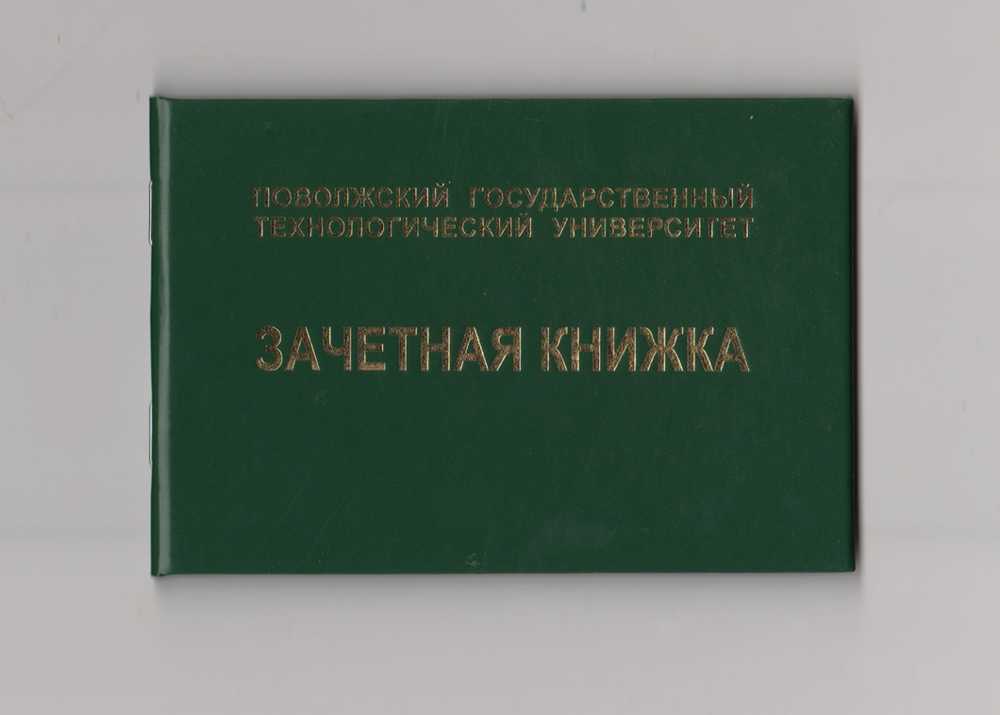 ПОВОЛЖСКИЙ ГОСУДАРСТВЕННЫЙ
ТЕХНОЛОГИЧЕСКИЙ УНИВЕРСИТЕТ
ЗАЧЕТНАЯ КНИЖКА